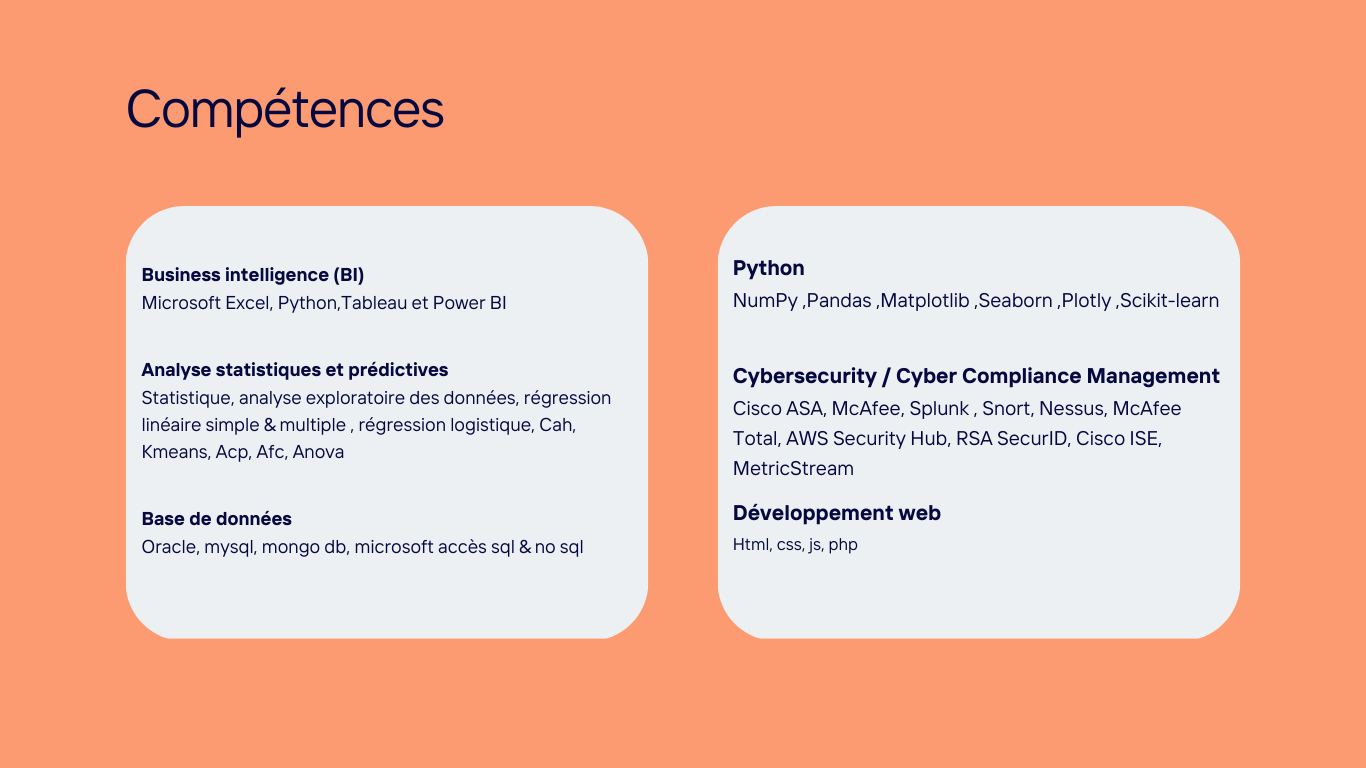 Compétences
Business intelligence (BI)
Microsoft Excel, Python,Tableau et Power BI
Analyse statistiques et prédictives
Statistique, analyse exploratoire des données, régression
linéaire simple & multiple , régression logistique, Cah,
Kmeans, Acp, Afc, Anova
Base de données
Oracle, mysql, mongo db, microsoft accès sql & no sql
Python
NumPy ,Pandas ,Matplotlib ,Seaborn ,Plotly ,Scikit-learn
Cybersecurity / Cyber Compliance Management
Cisco ASA, McAfee, Splunk , Snort, Nessus, McAfee
Total, AWS Security Hub, RSA SecurID, Cisco ISE,
MetricStream
Développement web
Html, css, js, php